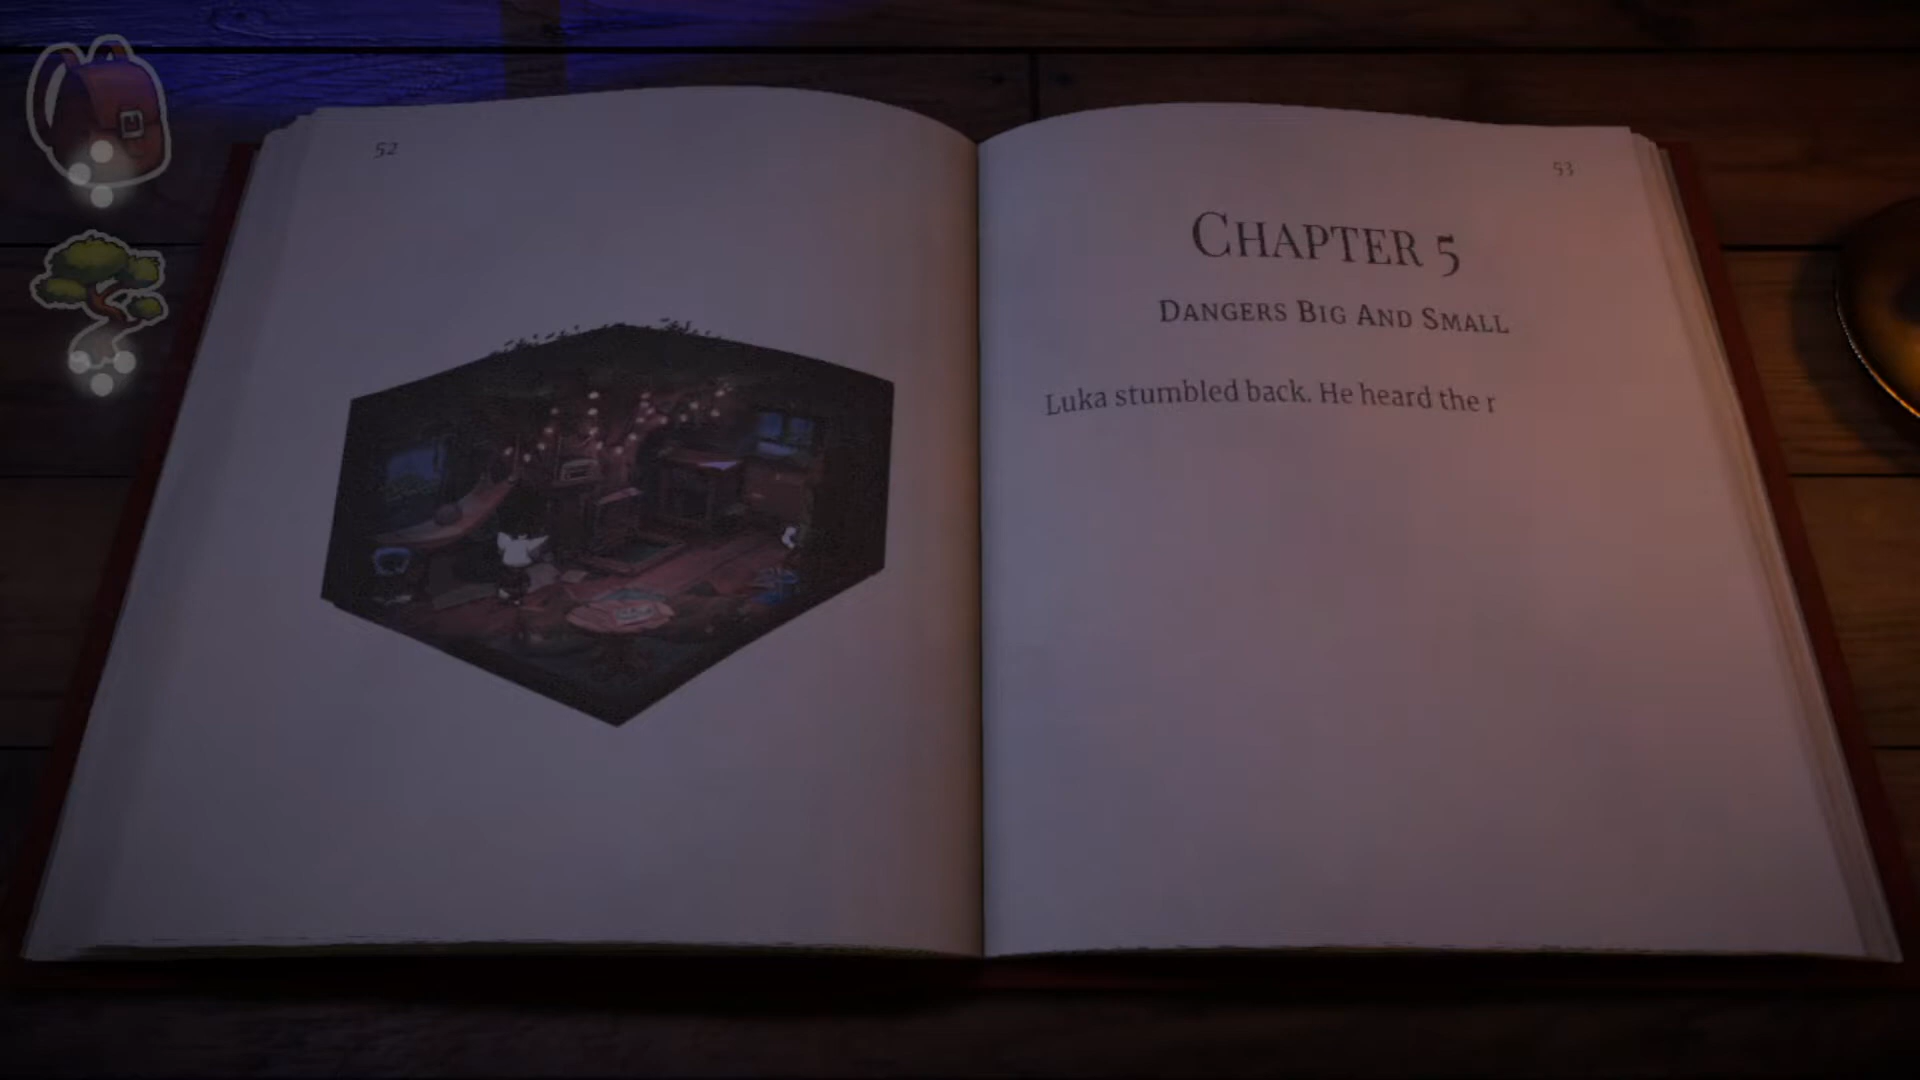 52
53
CHAPTER 5
DANGERS BIG AND SMALL
Luka stumbled back. He heard the r